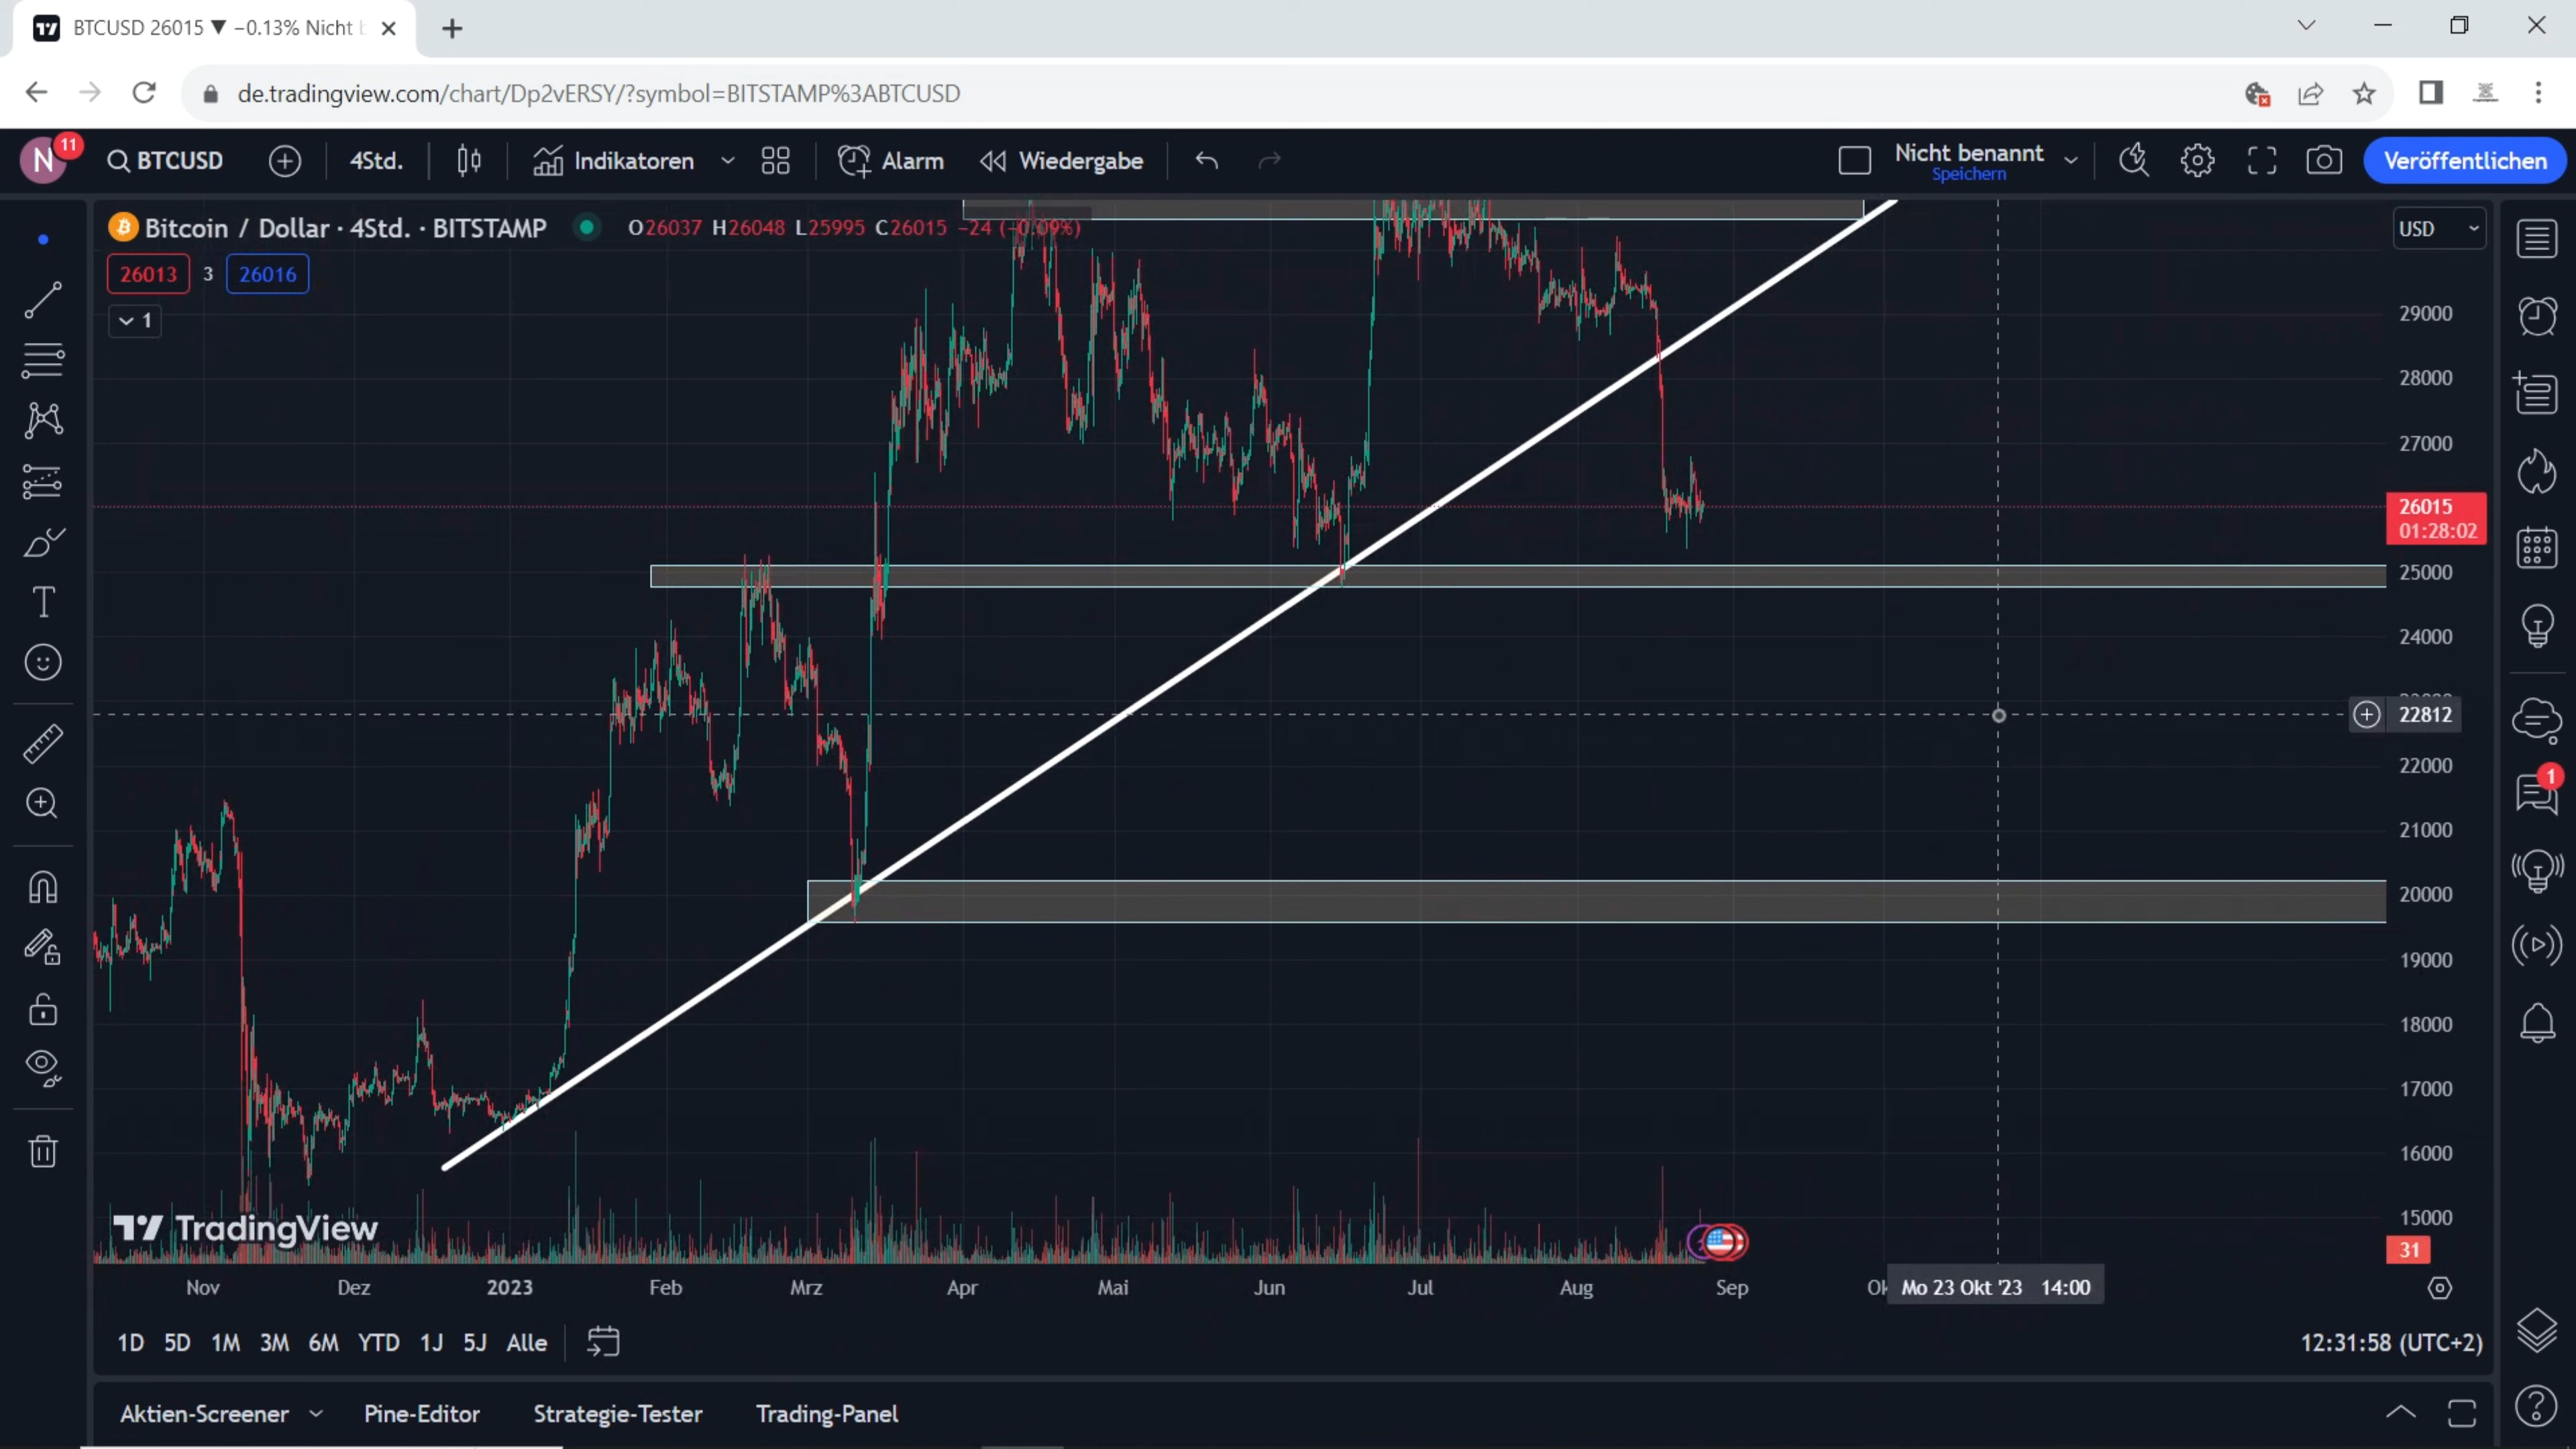 BTCUSD 26015 ▼ −0.13% Nicht
de.tradingview.com/chart/Dp2vERSY/?symbol=BITSTAMP%3ABTCUSD
N 11 BTCUSD 4Std. Indikatoren Alarm Wiedergabe Nicht benannt Veröffentlichen
Speichern
Bitcoin / Dollar · 4Std. · BITSTAMP O26037 H26048 L25995 C26015 −24 (−0.09%) USD
26013 3 26016
1
29000
28000
27000
26015
01:28:02
25000
24000
22812
22000
1
21000
20000
19000
18000
17000
16000
15000
TradingView
31
Nov Dez 2023 Feb Mrz Apr Mai Jun Jul Aug Sep Mo 23 Okt '23 14:00
1D 5D 1M 3M 6M YTD 1J 5J Alle 12:31:58 (UTC+2)
Aktien-Screener Pine-Editor Strategie-Tester Trading-Panel